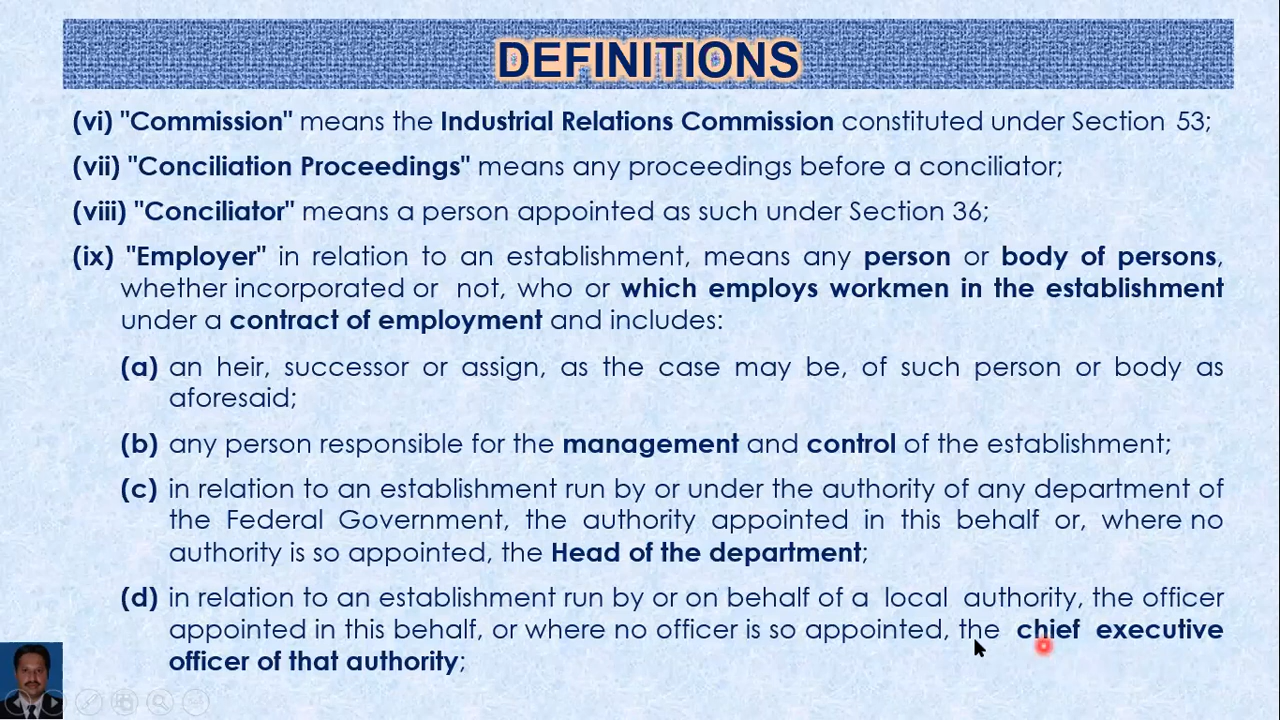 DEFINITIONS
(vi) "Commission" means the Industrial Relations Commission constituted under Section 53;
(vii) "Conciliation Proceedings" means any proceedings before a conciliator;
(viii) "Conciliator" means a person appointed as such under Section 36;
(ix) "Employer" in relation to an establishment, means any person or body of persons,
whether incorporated or not, who or which employs workmen in the establishment
under a contract of employment and includes:
(a) an heir, successor or assign, as the case may be, of such person or body as
aforesaid;
(b) any person responsible for the management and control of the establishment;
(c) in relation to an establishment run by or under the authority of any department of
the Federal Government, the authority appointed in this behalf or, where no
authority is so appointed, the Head of the department;
(d) in relation to an establishment run by or on behalf of a local authority, the officer
appointed in this behalf, or where no officer is so appointed, the chief executive
officer of that authority;